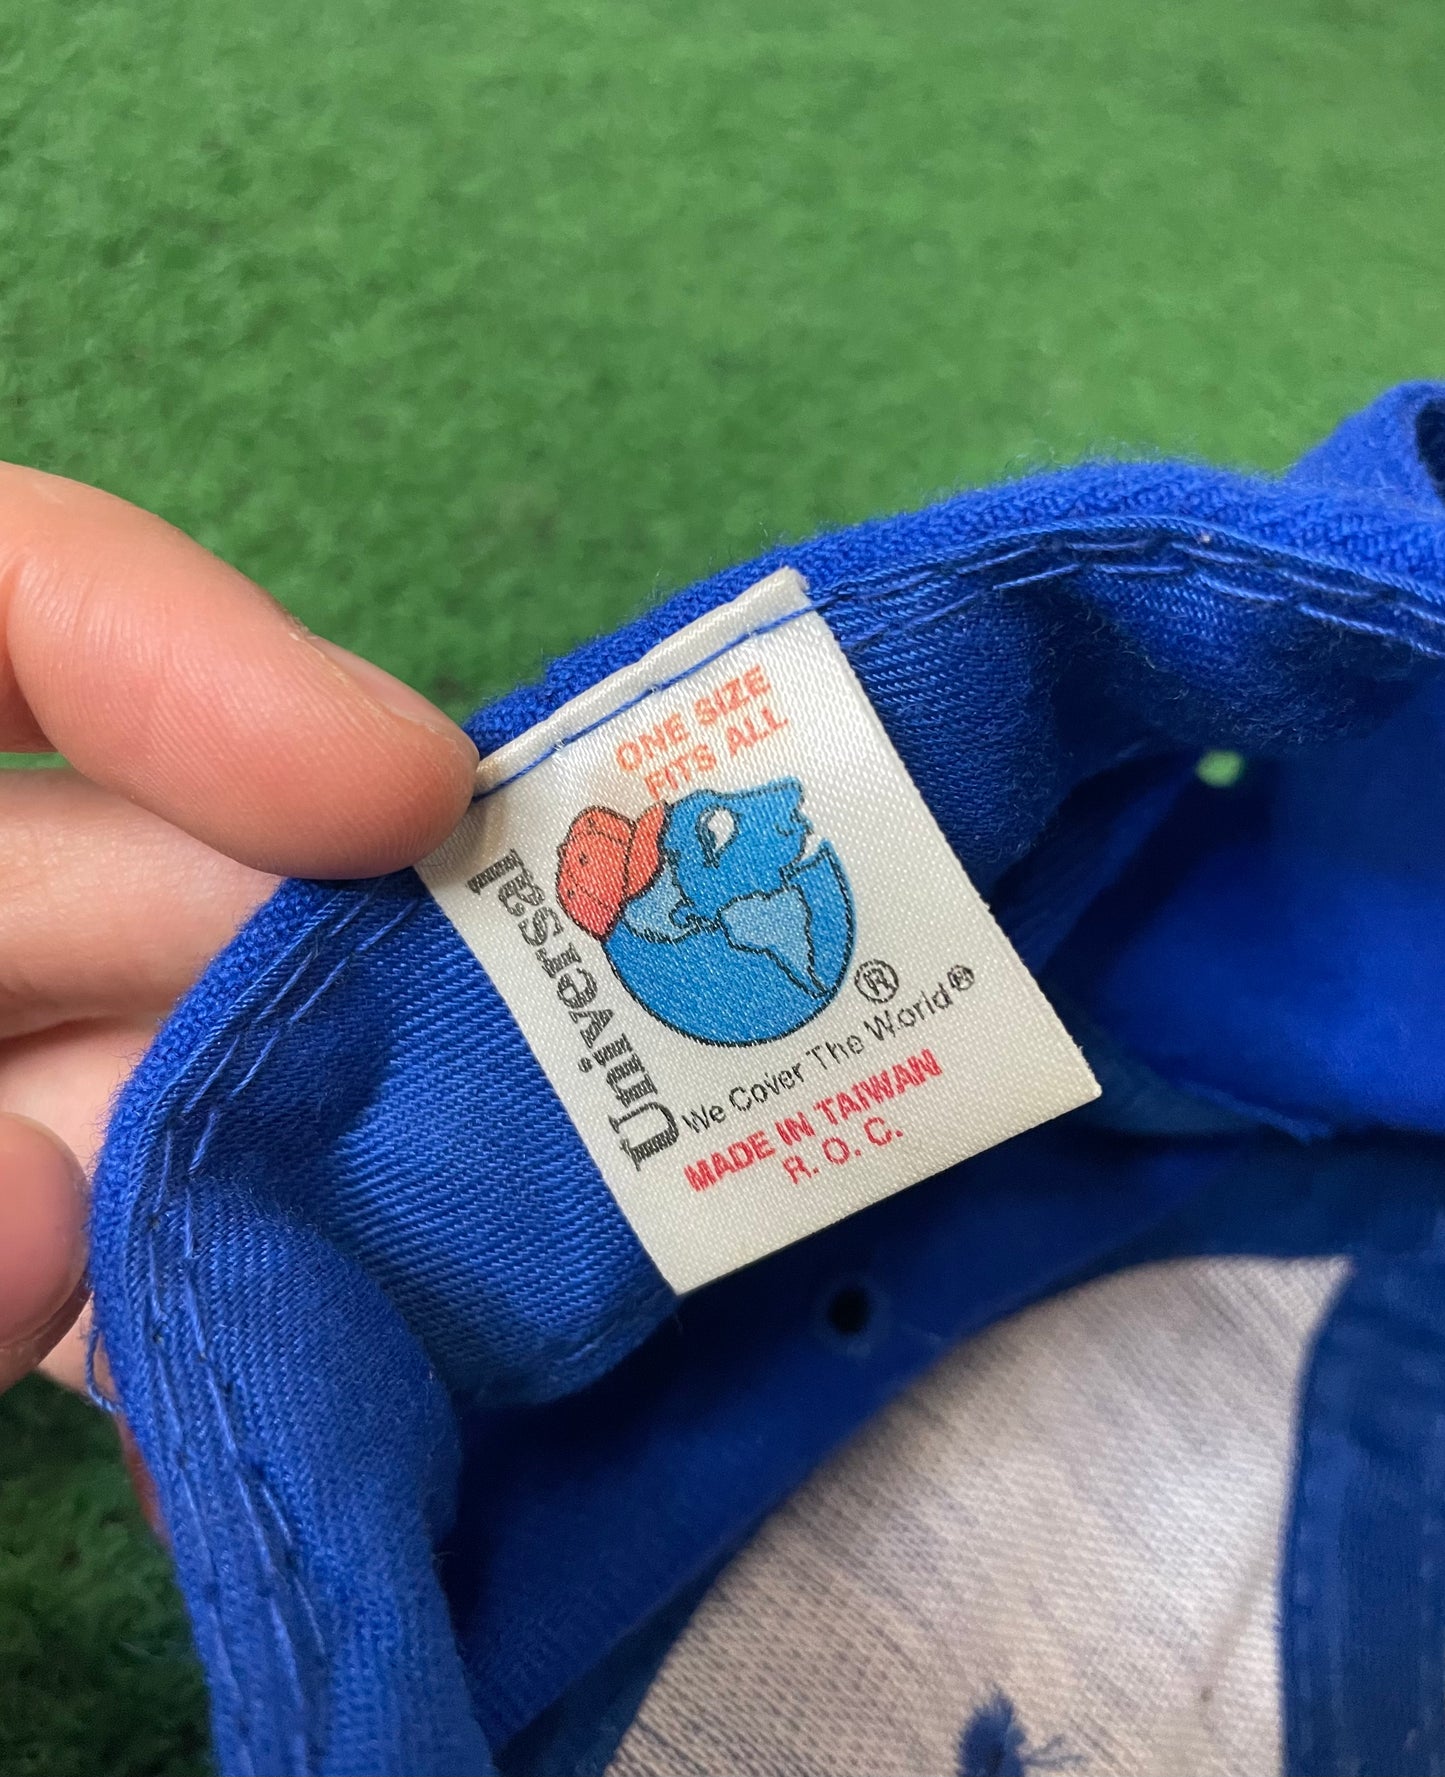 ONE SIZE
FITS ALL
Universal
®
We Cover The World®
MADE IN TAIWAN
R. O. C.